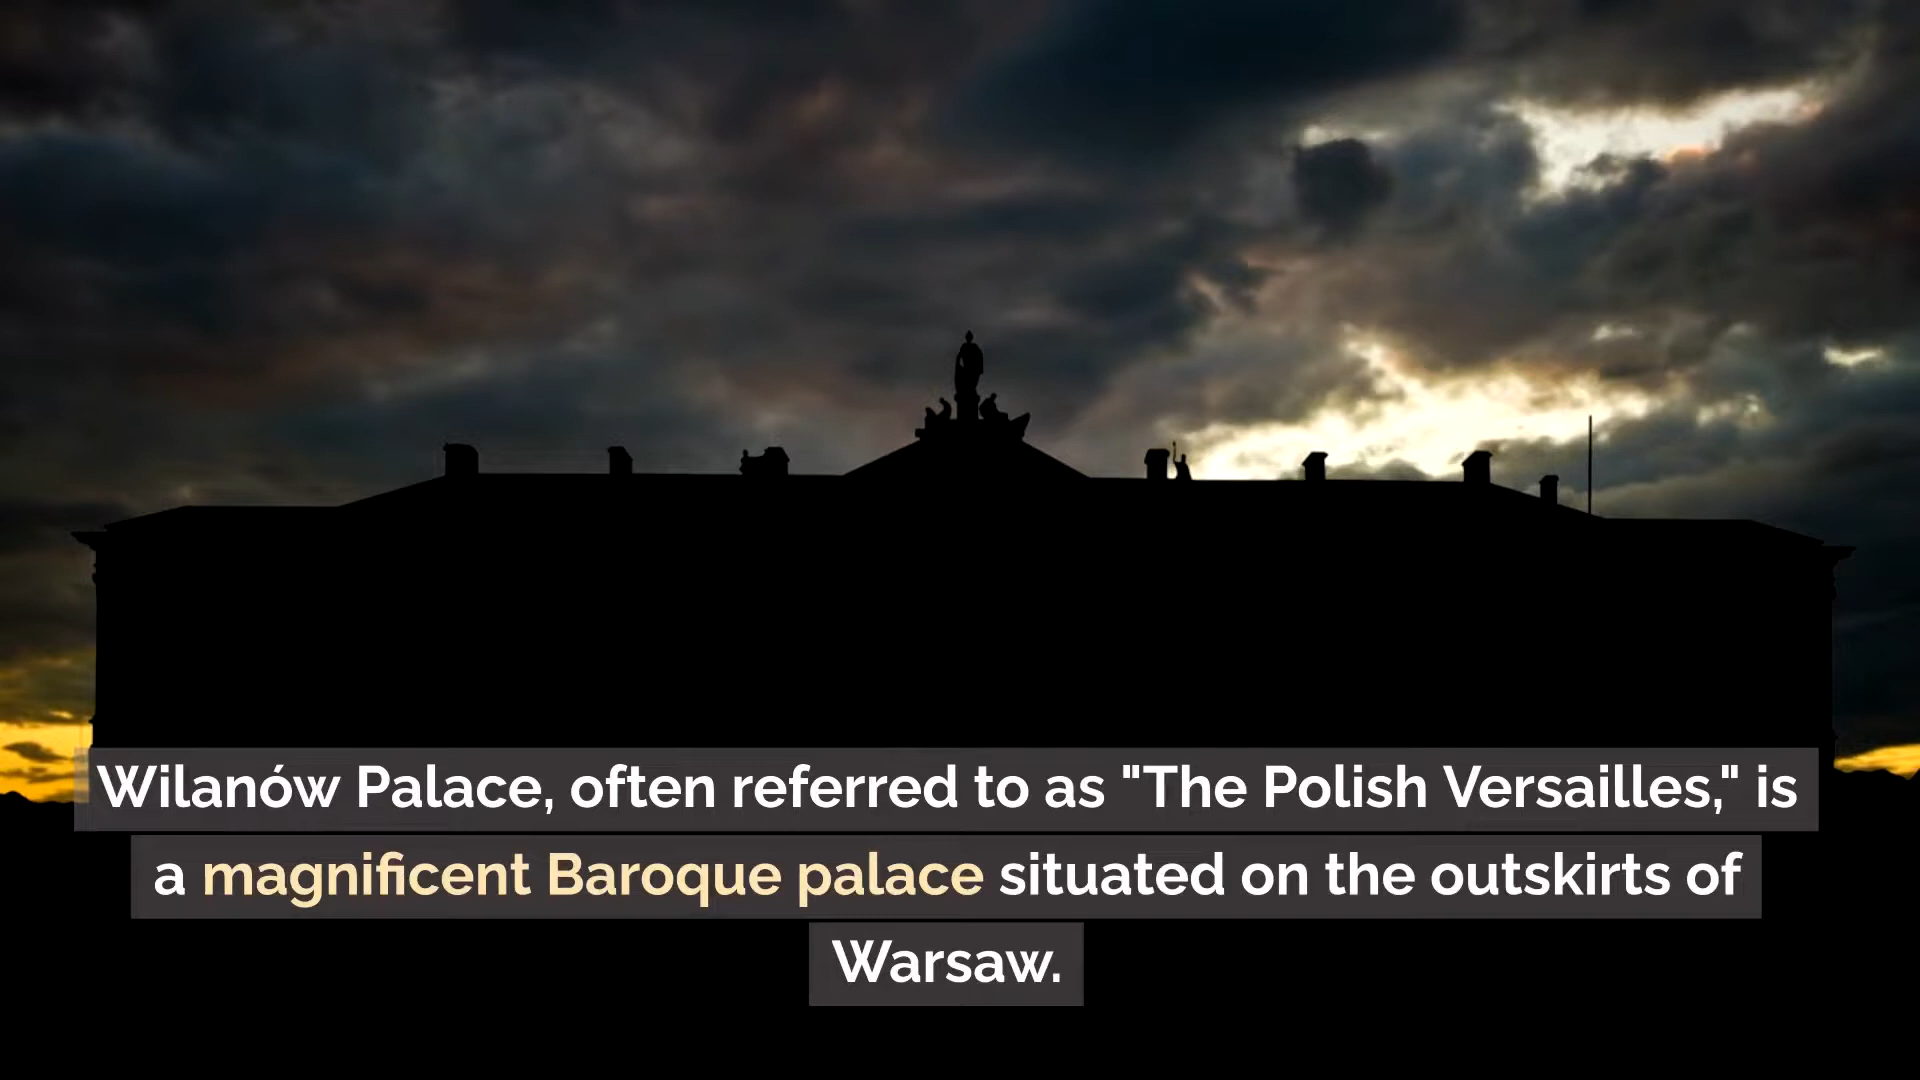 Wilanów Palace, often referred to as "The Polish Versailles," is
a magnificent Baroque palace situated on the outskirts of
Warsaw.